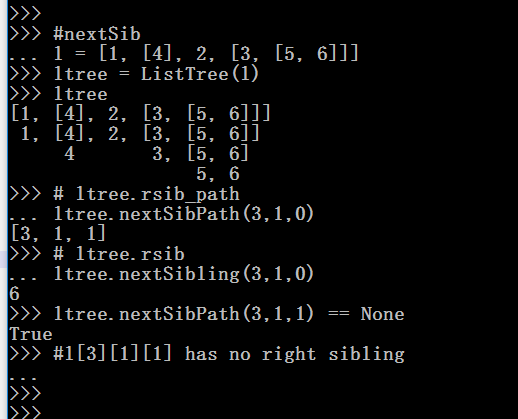 >>>
>>> #nextSib
... l = [1, [4], 2, [3, [5, 6]]]
>>> ltree = ListTree(l)
>>> ltree
[1, [4], 2, [3, [5, 6]]]
 1, [4], 2, [3, [5, 6]]
     4       3, [5, 6]
                 5, 6
>>> # ltree.rsib_path
... ltree.nextSibPath(3,1,0)
[3, 1, 1]
>>> # ltree.rsib
... ltree.nextSibling(3,1,0)
6
>>> ltree.nextSibPath(3,1,1) == None
True
>>> #l[3][1][1] has no right sibling
...
>>>
>>>